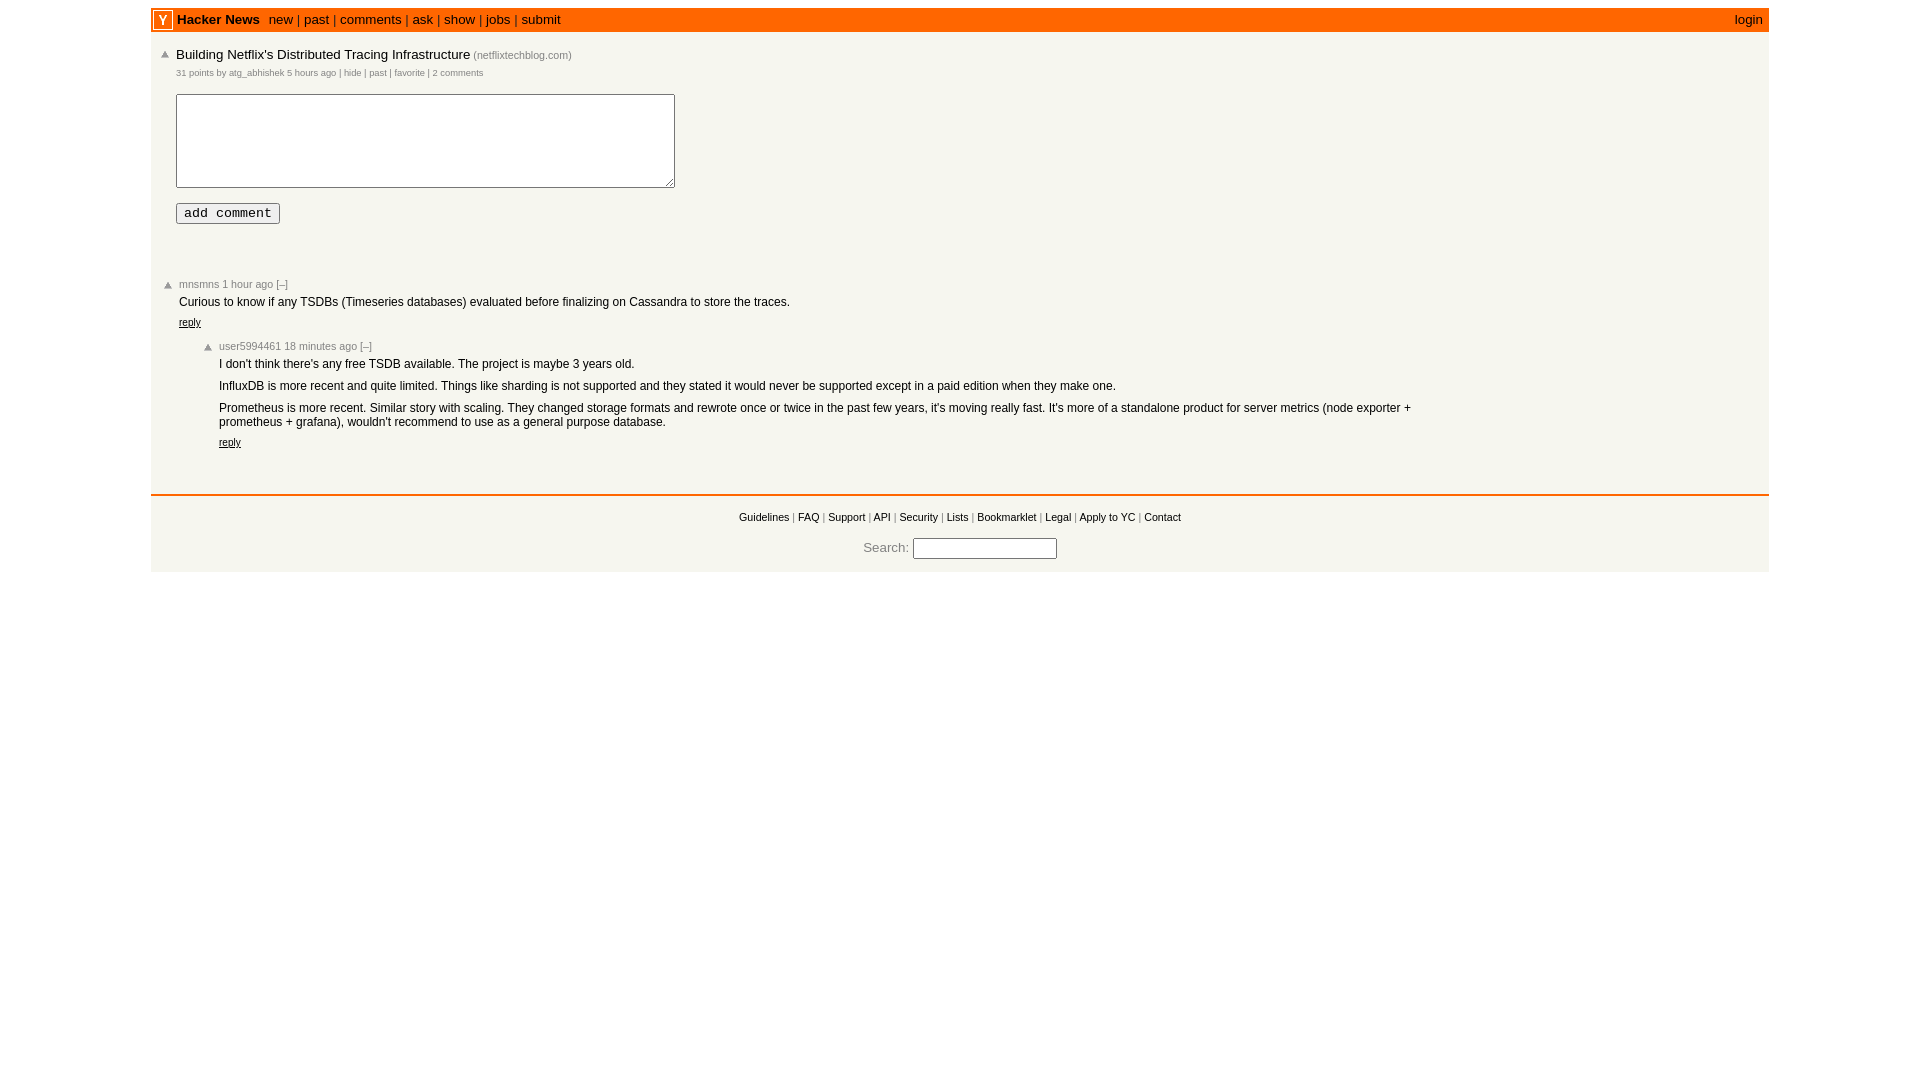 Y Hacker News new | past | comments | ask | show | jobs | submit login
Building Netflix's Distributed Tracing Infrastructure (netflixtechblog.com)
31 points by atg_abhishek 5 hours ago | hide | past | favorite | 2 comments
add comment
mnsmns 1 hour ago [–]
Curious to know if any TSDBs (Timeseries databases) evaluated before finalizing on Cassandra to store the traces.
reply
user5994461 18 minutes ago [–]
I don't think there's any free TSDB available. The project is maybe 3 years old.
InfluxDB is more recent and quite limited. Things like sharding is not supported and they stated it would never be supported except in a paid edition when they make one.
Prometheus is more recent. Similar story with scaling. They changed storage formats and rewrote once or twice in the past few years, it's moving really fast. It's more of a standalone product for server metrics (node exporter +
prometheus + grafana), wouldn't recommend to use as a general purpose database.
reply
Guidelines | FAQ | Support | API | Security | Lists | Bookmarklet | Legal | Apply to YC | Contact
Search: